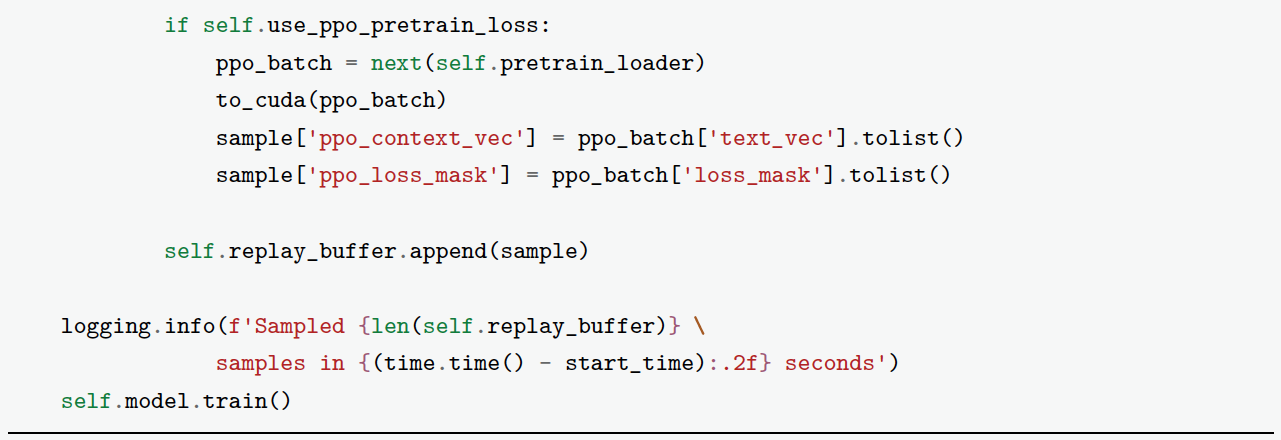 if self.use_ppo_pretrain_loss:
ppo_batch = next(self.pretrain_loader)
to_cuda(ppo_batch)
sample['ppo_context_vec'] = ppo_batch['text_vec'].tolist()
sample['ppo_loss_mask'] = ppo_batch['loss_mask'].tolist()
self.replay_buffer.append(sample)
logging.info(f'Sampled {len(self.replay_buffer)} \
samples in {(time.time() - start_time):.2f} seconds')
self.model.train()